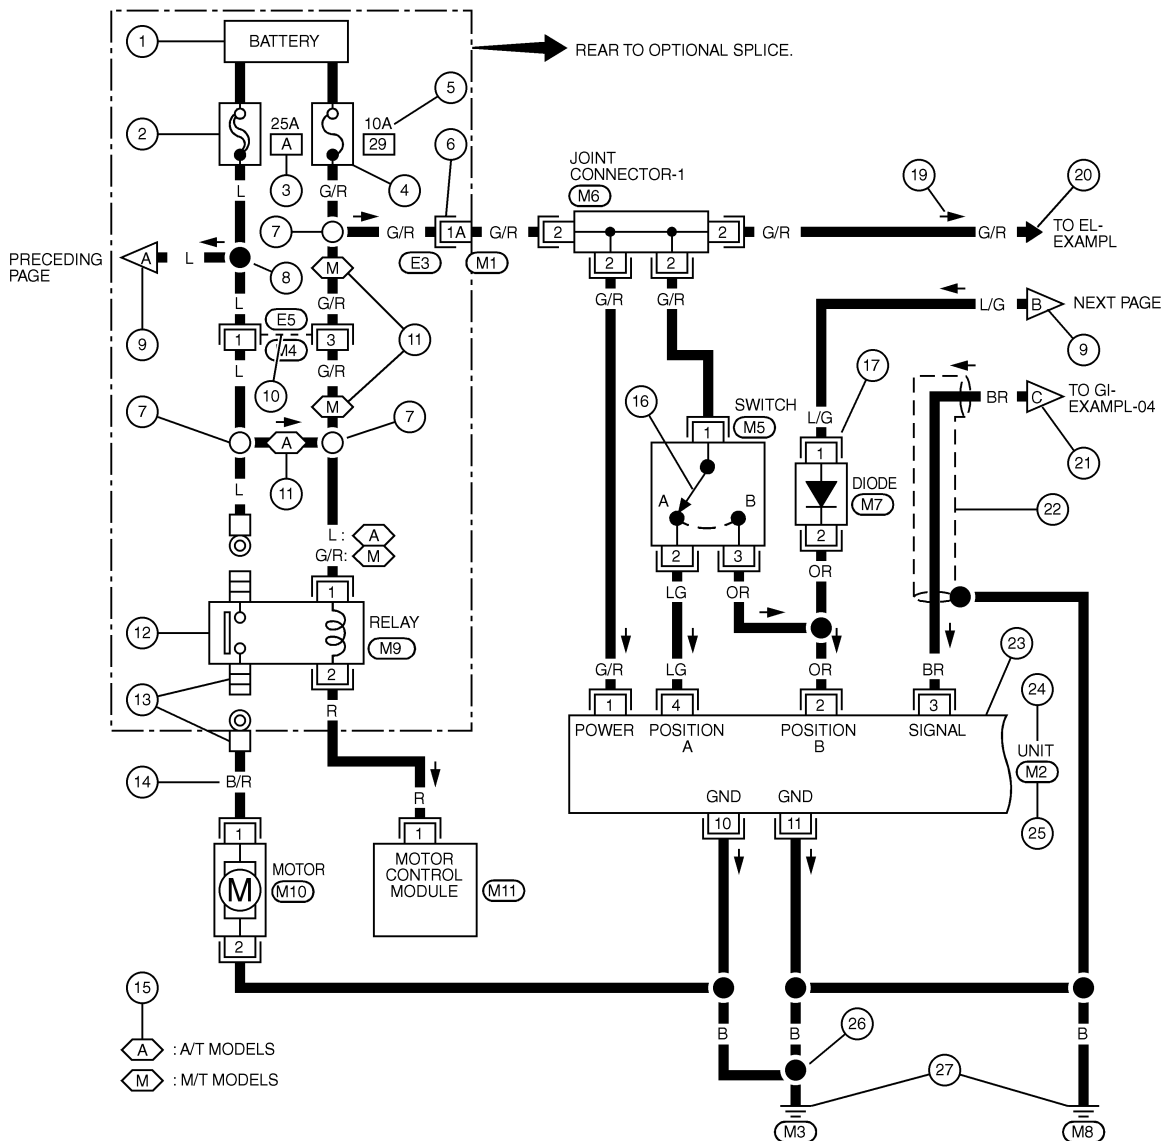 1
BATTERY
REAR TO OPTIONAL SPLICE.
5
2
25A
A
10A
29
6
3
4
JOINT
CONNECTOR-1
M6
19
20
L
G/R
7
G/R
1A
G/R
2
2
G/R
G/R
TO EL-
EXAMPL
E3
M1
PRECEDING
PAGE
A
L
8
M
2
2
L
G/R
G/R
G/R
L/G
B
NEXT PAGE
E5
1
3
M4
9
11
9
17
L
G/R
10
BR
C
TO GI-
EXAMPL-04
16
SWITCH
M5
7
M
7
L/G
1
1
A
21
11
L
A
B
DIODE
M7
22
L :
A
G/R:
M
2
3
2
LG
OR
OR
1
12
RELAY
M9
23
2
G/R
LG
OR
BR
13
R
1
4
2
3
24
POWER
POSITION
A
POSITION
B
SIGNAL
UNIT
M2
14
B/R
R
GND
GND
10
11
25
1
1
MOTOR
CONTROL
MODULE
M11
M
MOTOR
M10
2
15
B
B
B
26
A
: A/T MODELS
M
: M/T MODELS
27
M3
M8